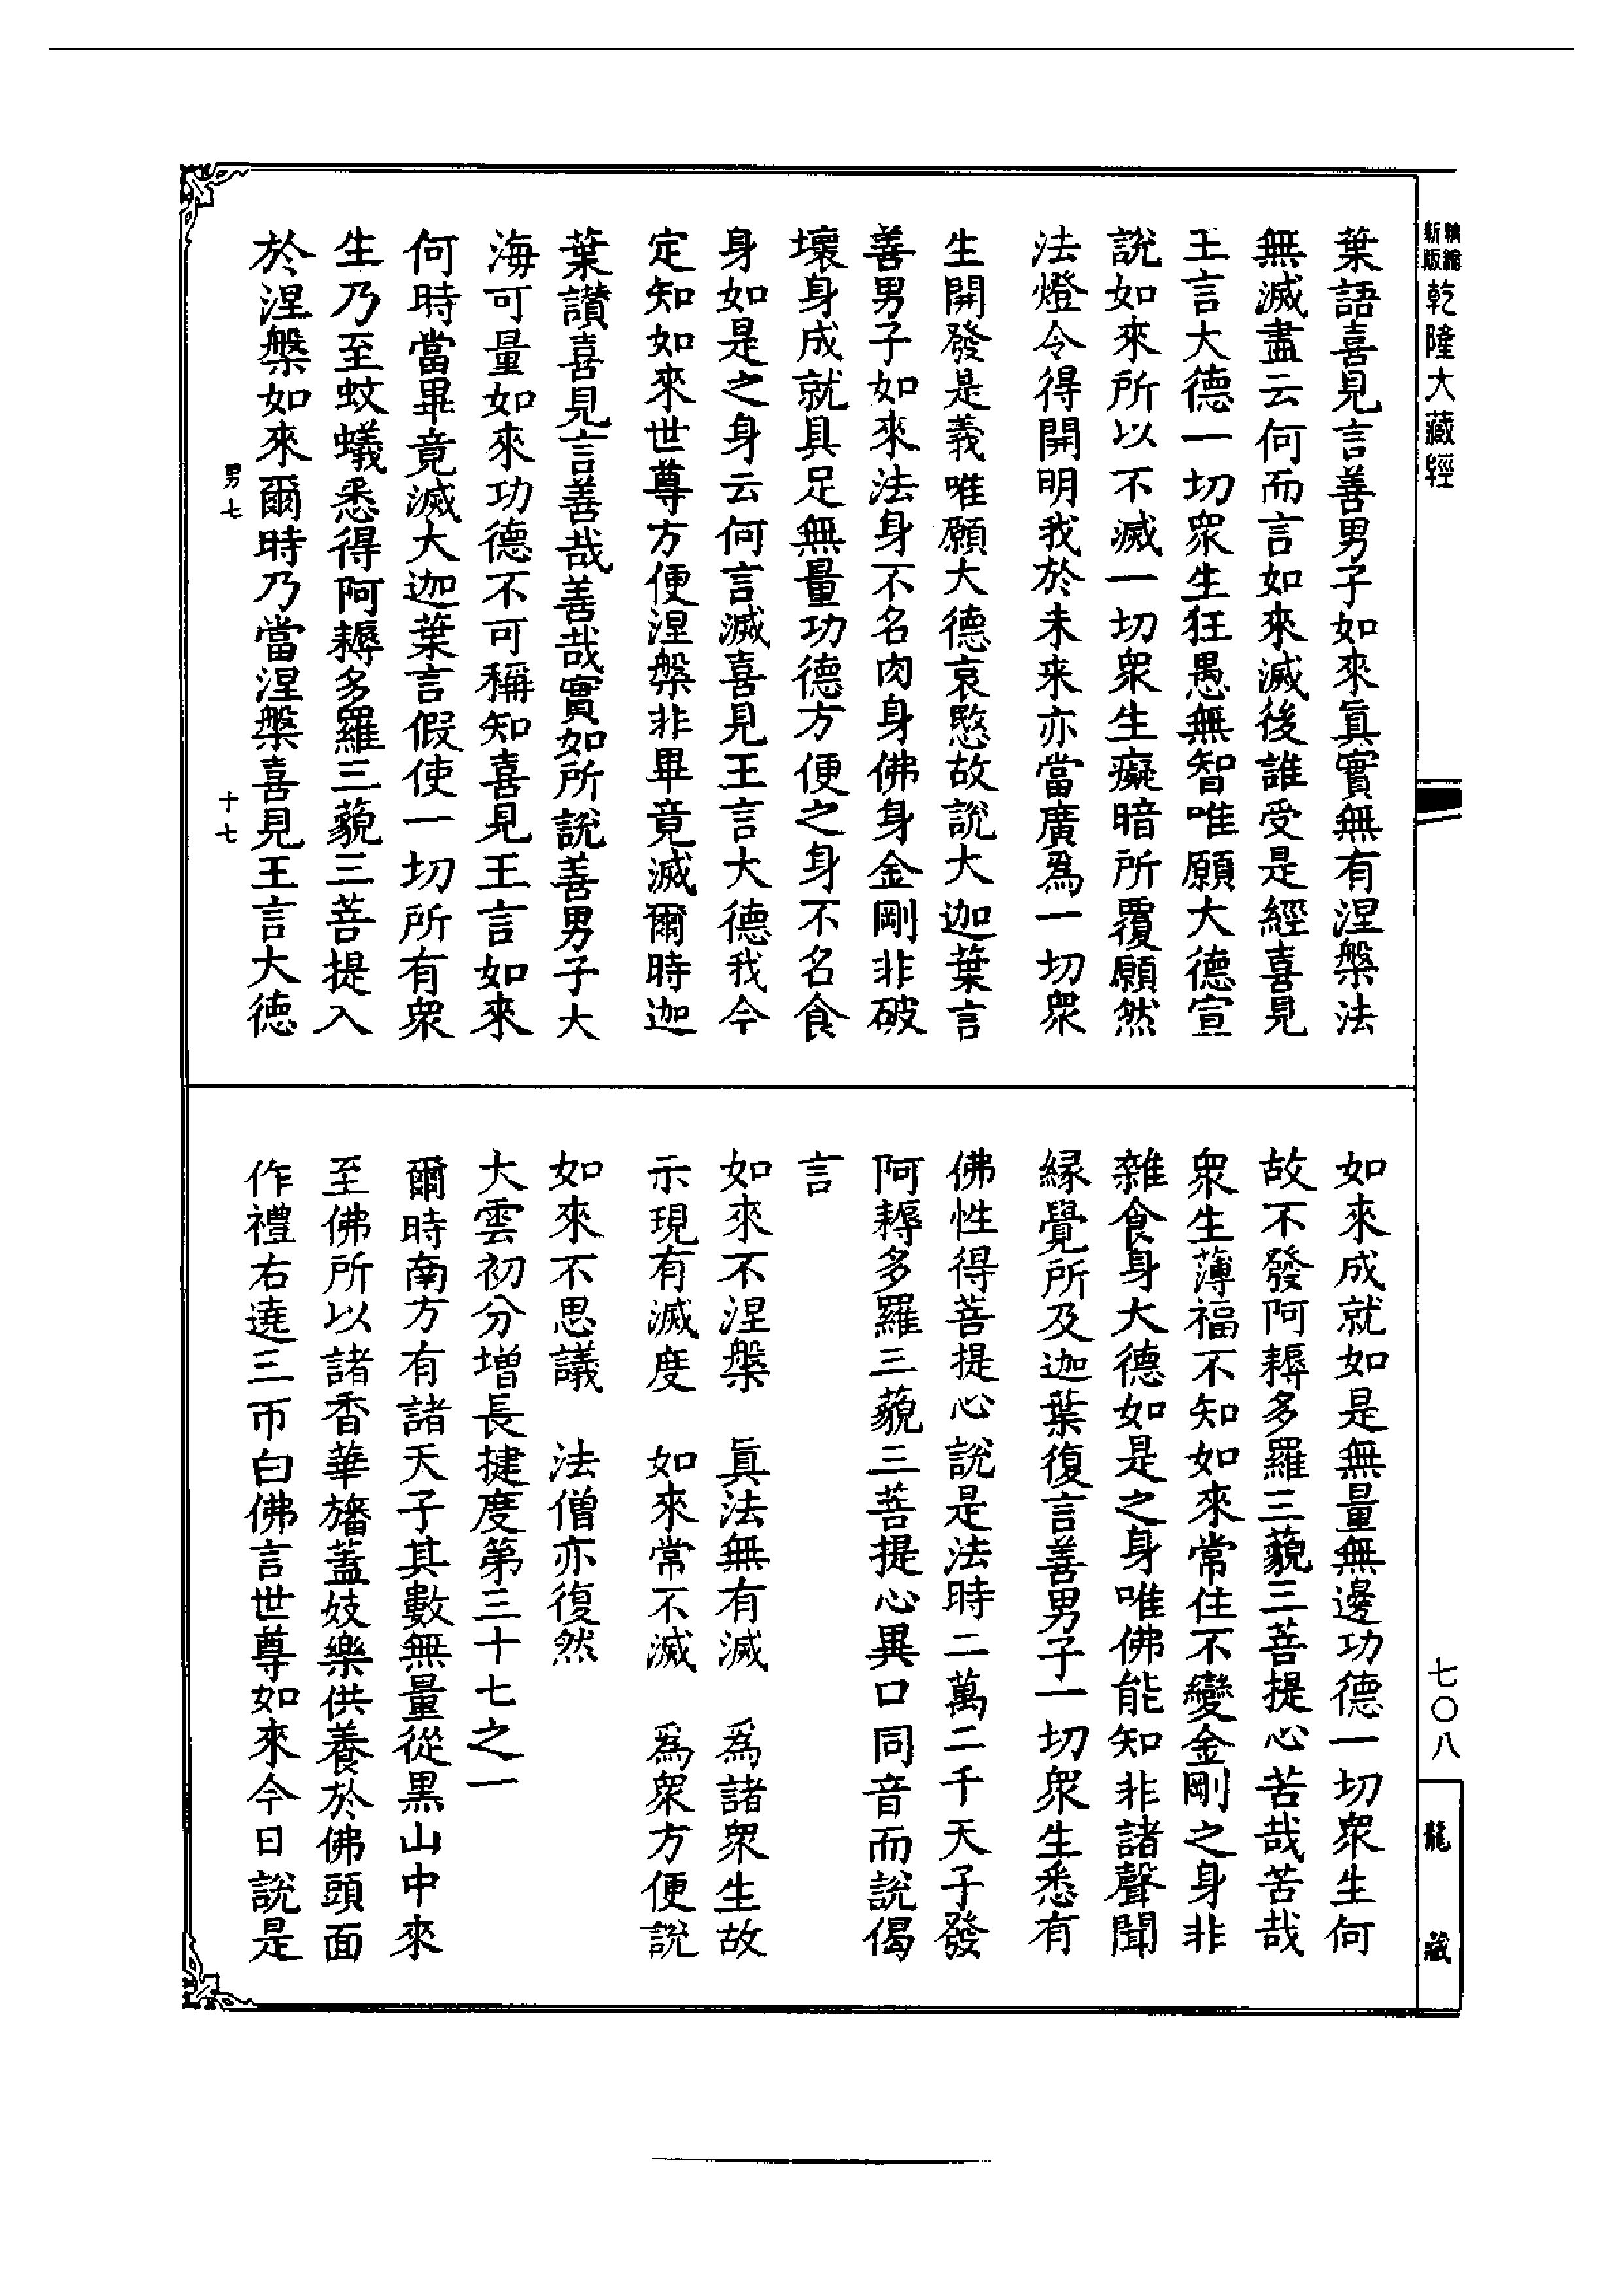 精縮新版乾隆大藏經
葉語喜見言善男子如來眞實無有涅槃法
無滅盡云何而言如來滅後誰受是經喜見
王言大德一切衆生狂愚無智唯願大德宣
說如來所以不滅一切衆生癡暗所覆願然
法燈令得開明我於未来亦當廣爲一切衆
生開發是義唯願大德哀愍故說大迦葉言
善男子如來法身不名肉身佛身金剛非破
壞身成就具足無量功德方便之身不名食
身如是之身云何言滅喜見王言大德我今
定知如來世尊方便涅槃非畢竟滅爾時迦
葉讃喜見言善哉善哉實如所說善男子大
海可量如來功德不可稱知喜見王言如來
何時當畢竟滅大迦葉言假使一切所有衆
生乃至蚊蟻悉得阿耨多羅三藐三菩提入
於涅槃如來爾時乃當涅槃喜見王言大德
男七
十七
如来成就如是無量無邊功德一切衆生何
故不發阿耨多羅三藐三菩提心苦哉苦哉
衆生薄福不知如來常住不變金剛之身非
雜食身大德如是之身唯佛能知非諸聲聞
緣覺所及迦葉復言善男子一切衆生悉有
佛性得菩提心說是法時二萬二千天子發
阿耨多羅三藐三菩提心異口同音而說偈
言
如來不涅槃　眞法無有滅　爲諸衆生故
示現有滅度　如來常不滅　爲衆方便說
如來不思議　法僧亦復然
大雲初分增長揵度第三十七之一
爾時南方有諸天子其數無量從黑山中來
至佛所以諸香華旛蓋妓樂供養於佛頭面
作禮右遶三帀白佛言世尊如來今日說是
七〇八
龍藏